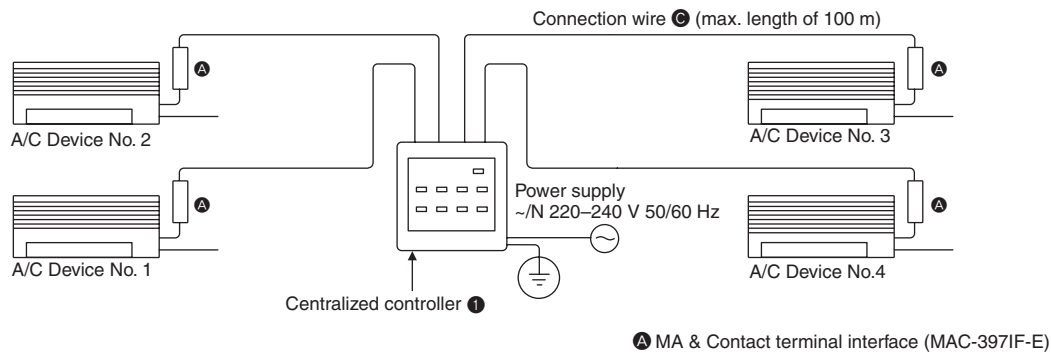 Connection wire C (max. length of 100 m)
A
A
A/C Device No. 2
A/C Device No. 3
A
Power supply
~/N 220–240 V 50/60 Hz
A
A/C Device No. 1
A/C Device No.4
Centralized controller 1
A MA & Contact terminal interface (MAC-397IF-E)